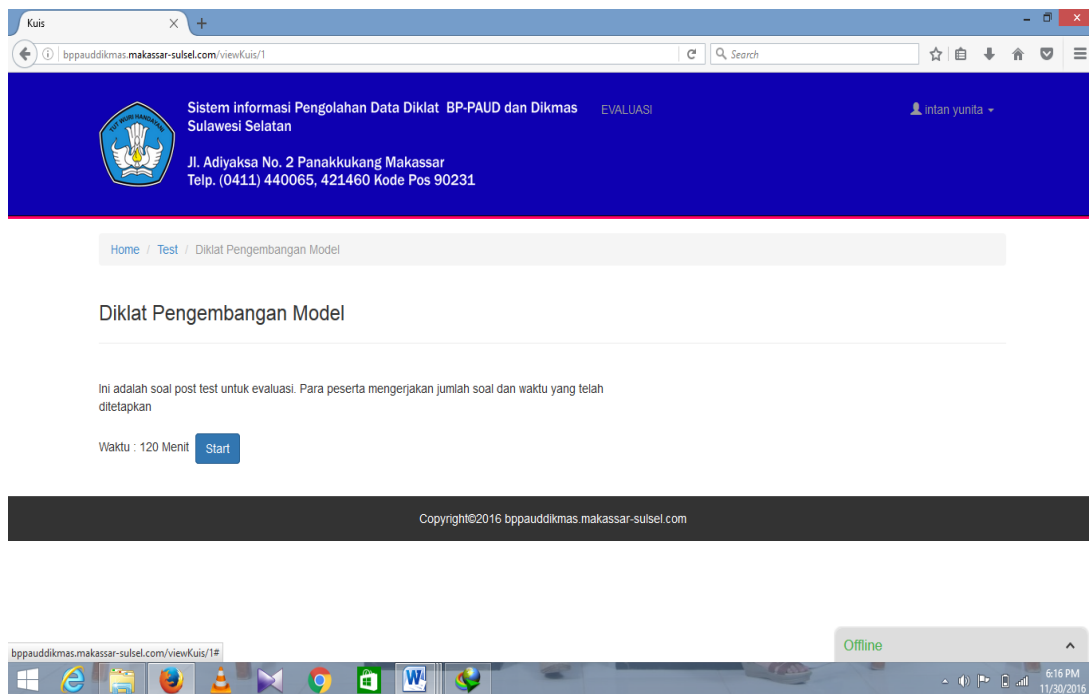 Kuis
bppauddikmas.makassar-sulsel.com/viewKuis/1
Search
TUT WURI HANDAYANI
Sistem informasi Pengolahan Data Diklat BP-PAUD dan Dikmas
Sulawesi Selatan
Jl. Adiyaksa No. 2 Panakkukang Makassar
Telp. (0411) 440065, 421460 Kode Pos 90231
EVALUASI
intan yunita
Home / Test / Diklat Pengembangan Model
Diklat Pengembangan Model
Ini adalah soal post test untuk evaluasi. Para peserta mengerjakan jumlah soal dan waktu yang telah
ditetapkan
Waktu : 120 Menit Start
Copyright©2016 bppauddikmas.makassar-sulsel.com
Offline
bppauddikmas.makassar-sulsel.com/viewKuis/1#
6:16 PM
11/30/2016